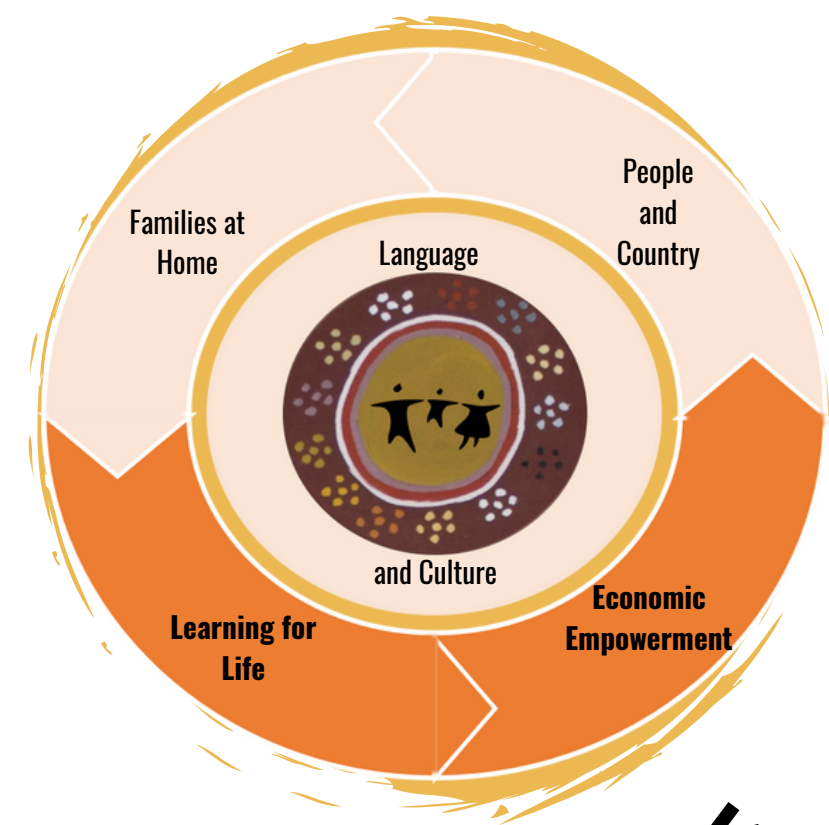 People
and
Country
Families at
Home
Language
and Culture
Economic
Empowerment
Learning for
Life